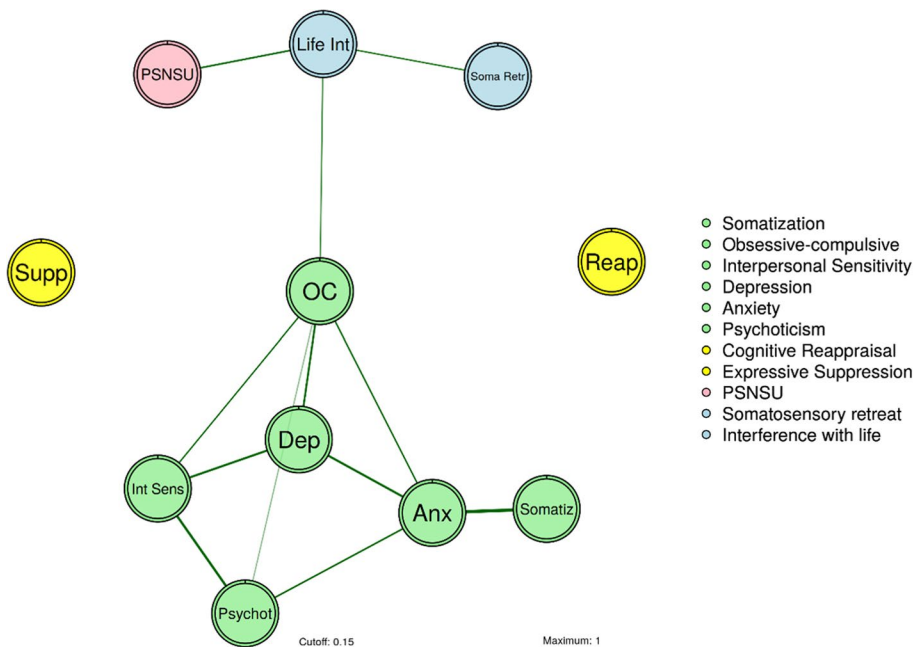 Life Int
PSNSU
Soma Retr
Supp
Reap
OC
Dep
Int Sens
Anx
Somatiz
Psychot
Somatization
Obsessive-compulsive
Interpersonal Sensitivity
Depression
Anxiety
Psychoticism
Cognitive Reappraisal
Expressive Suppression
PSNSU
Somatosensory retreat
Interference with life
Cutoff: 0.15
Maximum: 1